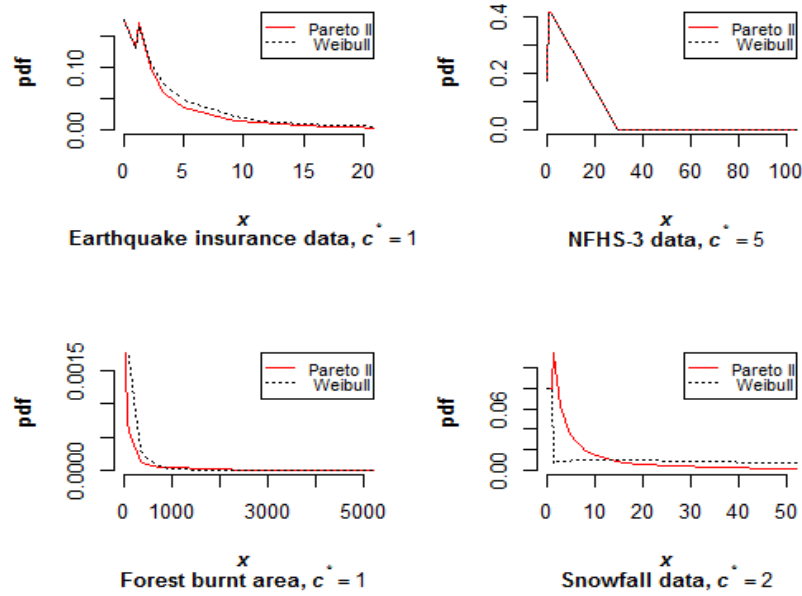 pdf
0.00 0.10
Pareto II
Weibull
0 5 10 15 20
x
Earthquake insurance data, c* = 1
pdf
0.0 0.2 0.4
Pareto II
Weibull
0 20 40 60 80 100
x
NFHS-3 data, c* = 5
pdf
0.0000 0.0015
Pareto II
Weibull
0 1000 3000 5000
x
Forest burnt area, c* = 1
pdf
0.00 0.06
Pareto II
Weibull
0 10 20 30 40 50
x
Snowfall data, c* = 2